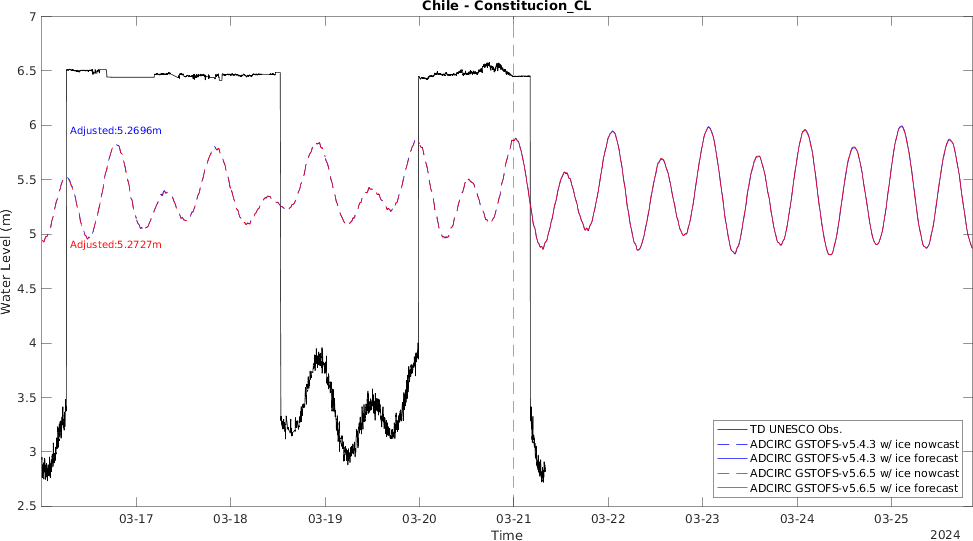 Chile - Constitucion_CL
7
6.5
6
5.5
5
4.5
4
3.5
3
2.5
Water Level (m)
Adjusted:5.2696m
Adjusted:5.2727m
TD UNESCO Obs.
ADCIRC GSTOFS-v5.4.3 w/ ice nowcast
ADCIRC GSTOFS-v5.4.3 w/ ice forecast
ADCIRC GSTOFS-v5.6.5 w/ ice nowcast
ADCIRC GSTOFS-v5.6.5 w/ ice forecast
03-17 03-18 03-19 03-20 03-21 03-22 03-23 03-24 03-25
Time
2024